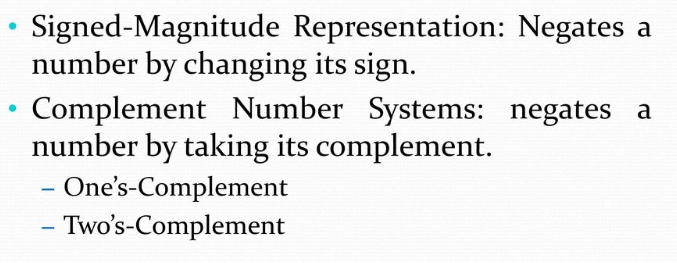 • Signed-Magnitude Representation: Negates a
number by changing its sign.
• Complement Number Systems: negates a
number by taking its complement.
– One’s-Complement
– Two’s-Complement